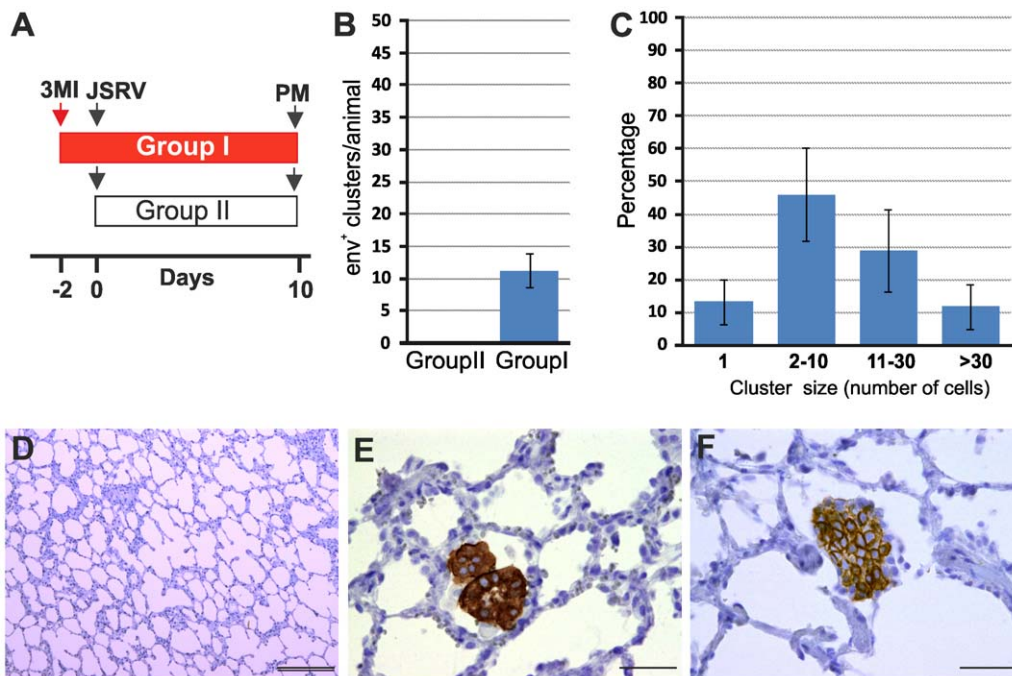 A
3MI JSRV PM
Group I
Group II
Days
-2 0 10
B
env+ clusters/animal
50
45
40
35
30
25
20
15
10
5
0
GroupII GroupI
C
Percentage
100
90
80
70
60
50
40
30
20
10
0
1 2-10 11-30 >30
Cluster size (number of cells)
D
E
F